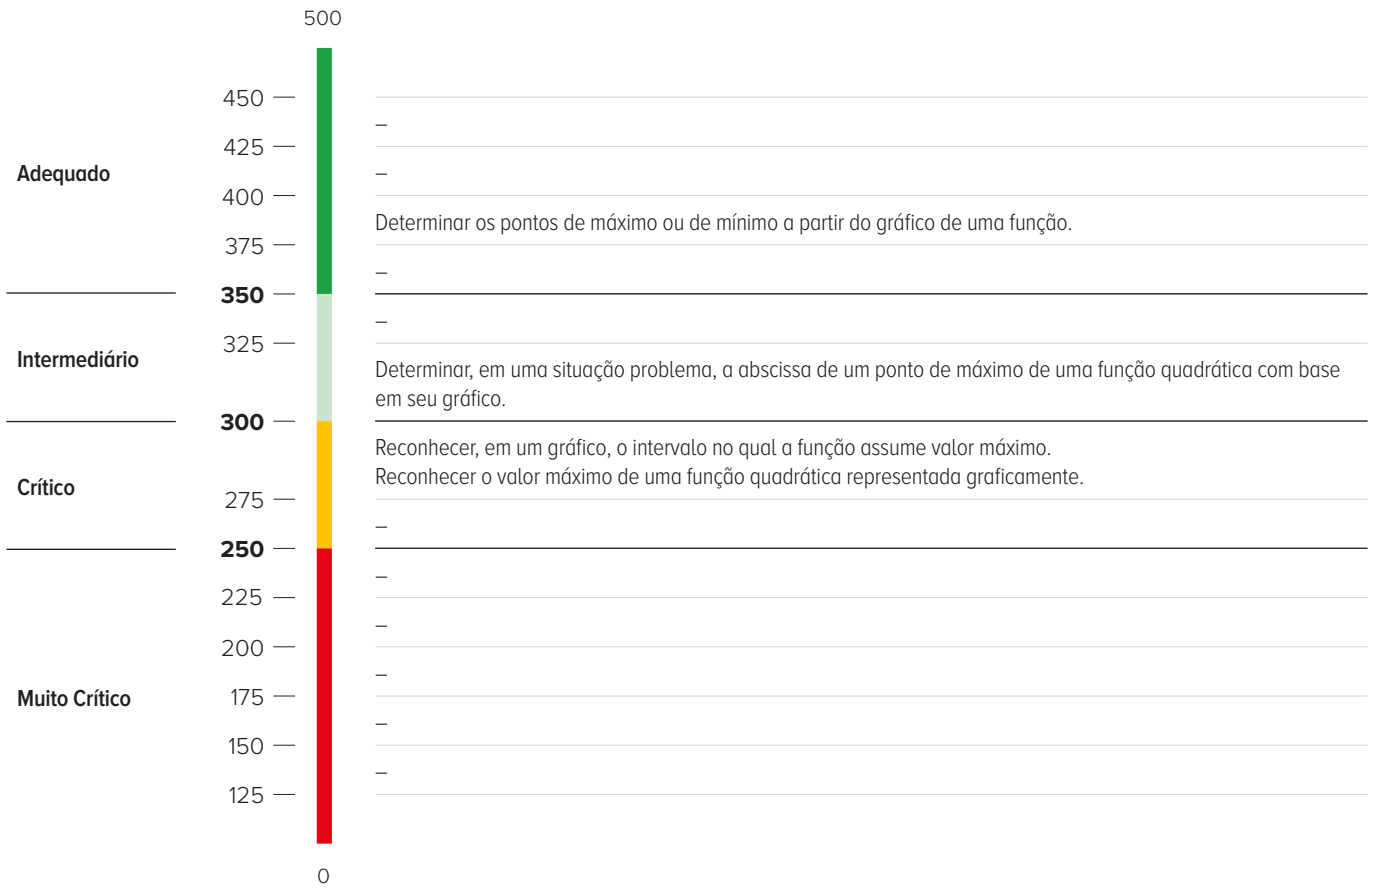 500
450
–
425
Adequado
–
400
Determinar os pontos de máximo ou de mínimo a partir do gráfico de uma função.
375
–
350
–
325
Intermediário
Determinar, em uma situação problema, a abscissa de um ponto de máximo de uma função quadrática com base
em seu gráfico.
300
Reconhecer, em um gráfico, o intervalo no qual a função assume valor máximo.
Reconhecer o valor máximo de uma função quadrática representada graficamente.
Crítico
275
–
250
–
225
–
200
–
175
Muito Crítico
–
150
–
125
0